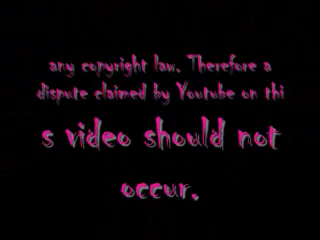 any copyright law. Therefore a
dispute claimed by Youtube on thi
s video should not
occur.